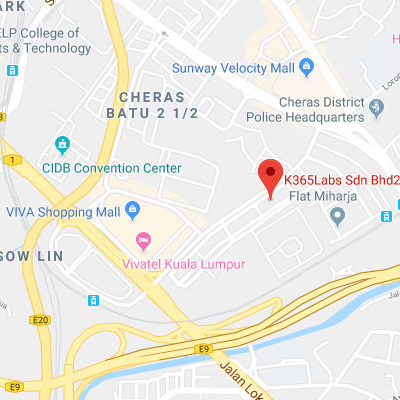 ARK
ELP College of
ts & Technology
Sunway Velocity Mall
CHERAS
BATU 2 1/2
Cheras District
Police Headquarters
Loron
1
CIDB Convention Center
K365Labs Sdn Bhd2
Flat Miharja
VIVA Shopping Mall
SOW LIN
Vivatel Kuala Lumpur
E20
E9
E9
Jalan Lok
Jal